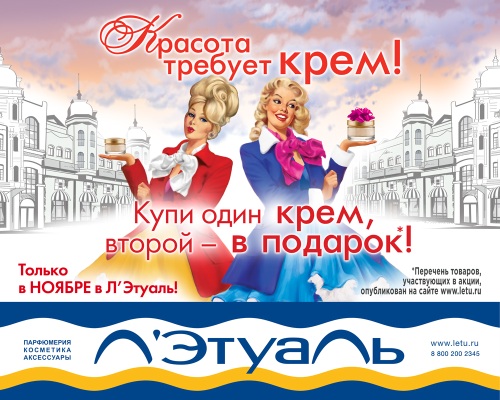 Красота
требует крем!
Купи один крем,
второй – в подарок*!
Только
в НОЯБРЕ в Л'Этуаль!
*Перечень товаров,
участвующих в акции,
опубликован на сайте www.letu.ru
ПАРФЮМЕРИЯ
КОСМЕТИКА
АКСЕССУАРЫ
Л'Этуаль
www.letu.ru
8 800 200 2345